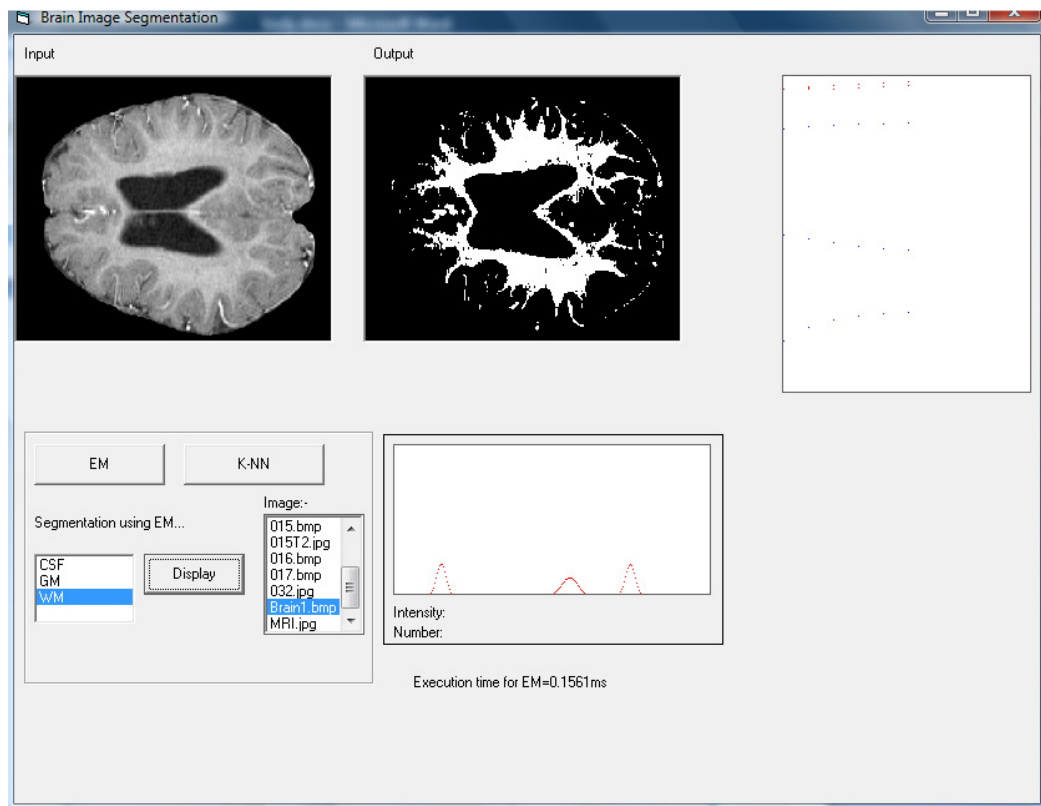 Brain Image Segmentation
Input
Output
EM
K-NN
Image:-
Segmentation using EM...
015.bmp
015T2.jpg
016.bmp
017.bmp
032.jpg
Brain1.bmp
MRI.jpg
CSF
GM
WM
Display
Intensity:
Number:
Execution time for EM=0.1561ms